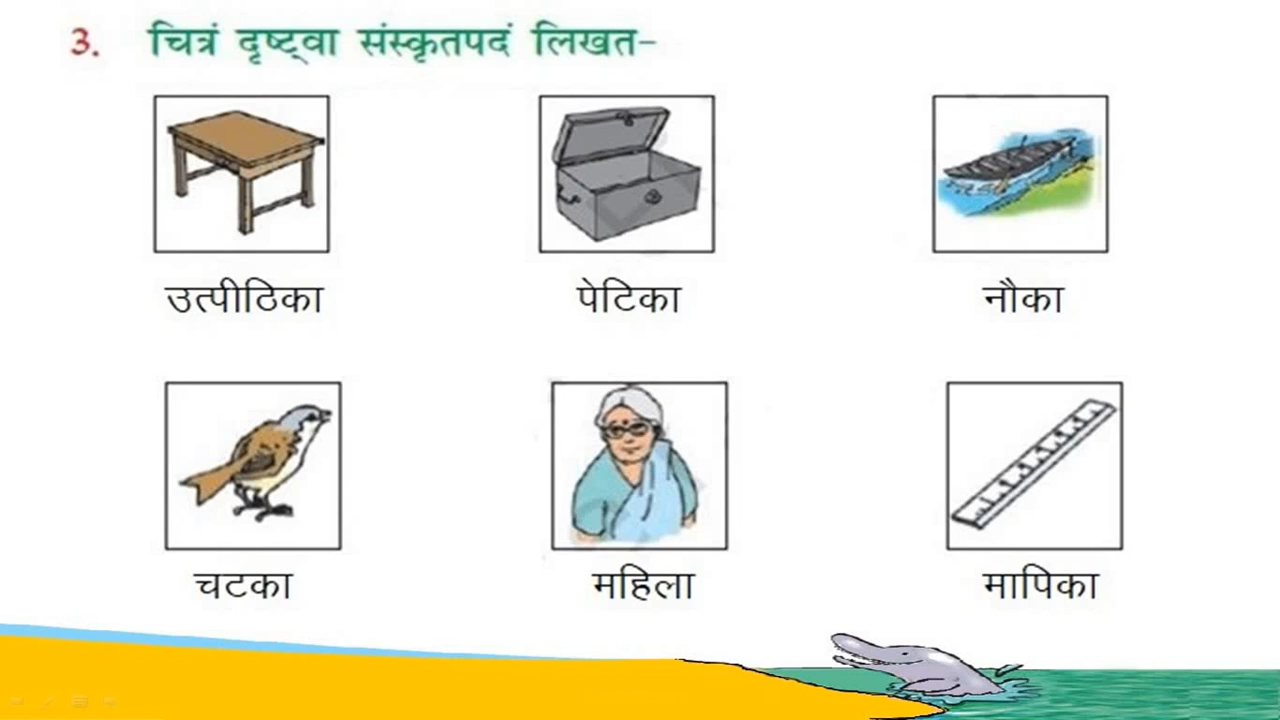 3. चित्रं दृष्ट्वा संस्कृतपदं लिखत-
उत्पीठिका पेटिका नौका
चटका महिला मापिका